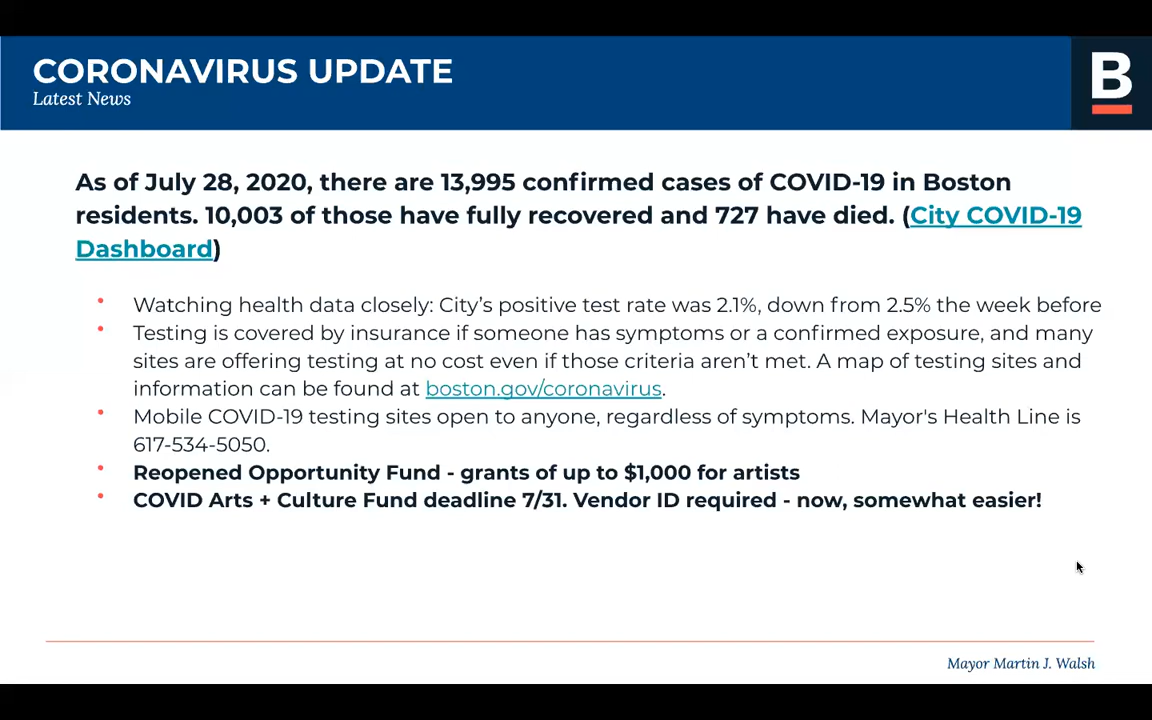 CORONAVIRUS UPDATE
Latest News
B
As of July 28, 2020, there are 13,995 confirmed cases of COVID-19 in Boston
residents. 10,003 of those have fully recovered and 727 have died. (City COVID-19
Dashboard)
• Watching health data closely: City’s positive test rate was 2.1%, down from 2.5% the week before
• Testing is covered by insurance if someone has symptoms or a confirmed exposure, and many
sites are offering testing at no cost even if those criteria aren’t met. A map of testing sites and
information can be found at boston.gov/coronavirus.
• Mobile COVID-19 testing sites open to anyone, regardless of symptoms. Mayor's Health Line is
617-534-5050.
• Reopened Opportunity Fund - grants of up to $1,000 for artists
• COVID Arts + Culture Fund deadline 7/31. Vendor ID required - now, somewhat easier!
Mayor Martin J. Walsh